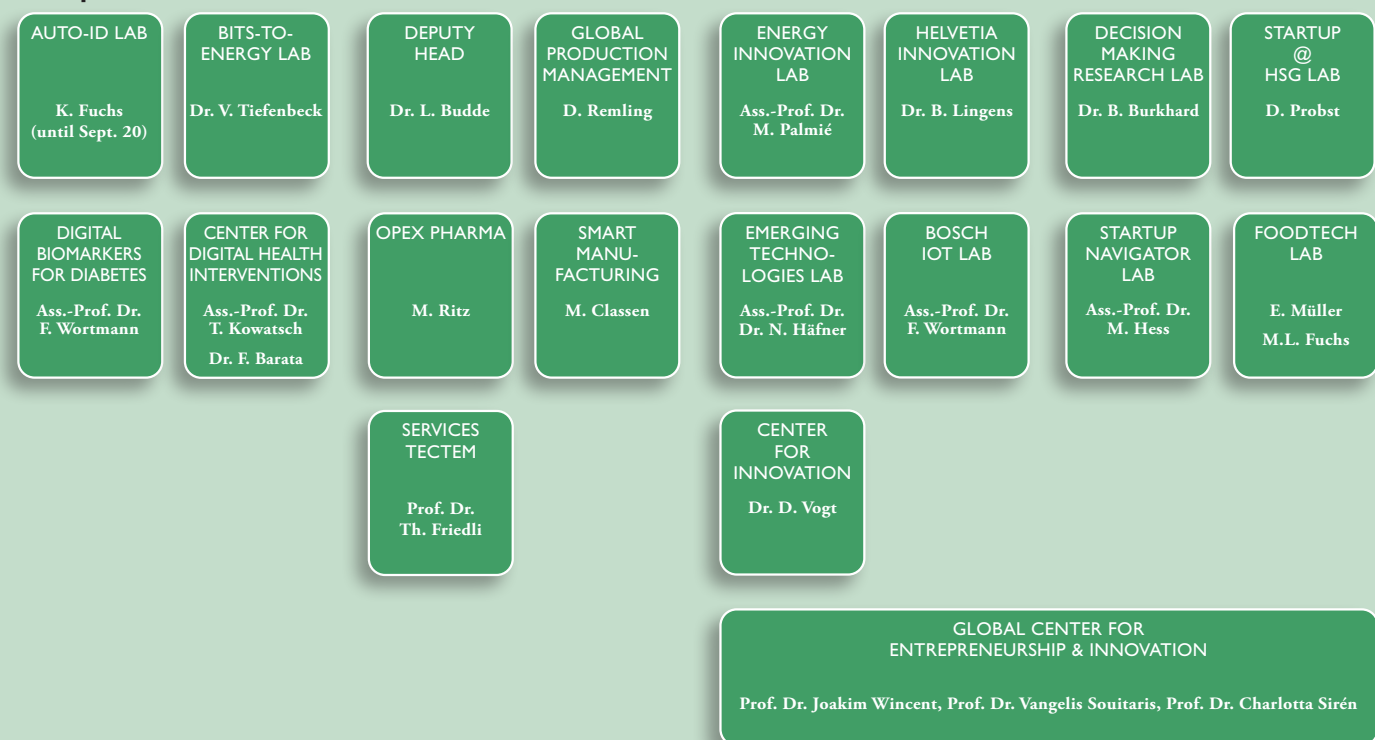 AUTO-ID LAB
K. Fuchs
(until Sept. 20)
BITS-TO-
ENERGY LAB
Dr. V. Tiefenbeck
DEPUTY
HEAD
Dr. L. Budde
GLOBAL
PRODUCTION
MANAGEMENT
D. Remling
ENERGY
INNOVATION
LAB
Ass.-Prof. Dr.
M. Palmié
HELVETIA
INNOVATION
LAB
Dr. B. Lingens
DECISION
MAKING
RESEARCH LAB
Dr. B. Burkhard
STARTUP
@
HSG LAB
D. Probst
DIGITAL
BIOMARKERS
FOR DIABETES
Ass.-Prof. Dr.
F. Wortmann
CENTER FOR
DIGITAL HEALTH
INTERVENTIONS
Ass.-Prof. Dr.
T. Kowatsch
Dr. F. Barata
OPEX PHARMA
M. Ritz
SMART
MANU-
FACTURING
M. Classen
EMERGING
TECHNO-
LOGIES LAB
Ass.-Prof. Dr.
Dr. N. Häfner
BOSCH
IOT LAB
Ass.-Prof. Dr.
F. Wortmann
STARTUP
NAVIGATOR
LAB
Ass.-Prof. Dr.
M. Hess
FOODTECH
LAB
E. Müller
M.L. Fuchs
SERVICES
TECTEM
Prof. Dr.
Th. Friedli
CENTER
FOR
INNOVATION
Dr. D. Vogt
GLOBAL CENTER FOR
ENTREPRENEURSHIP & INNOVATION
Prof. Dr. Joakim Wincent, Prof. Dr. Vangelis Souitaris, Prof. Dr. Charlotta Sirén